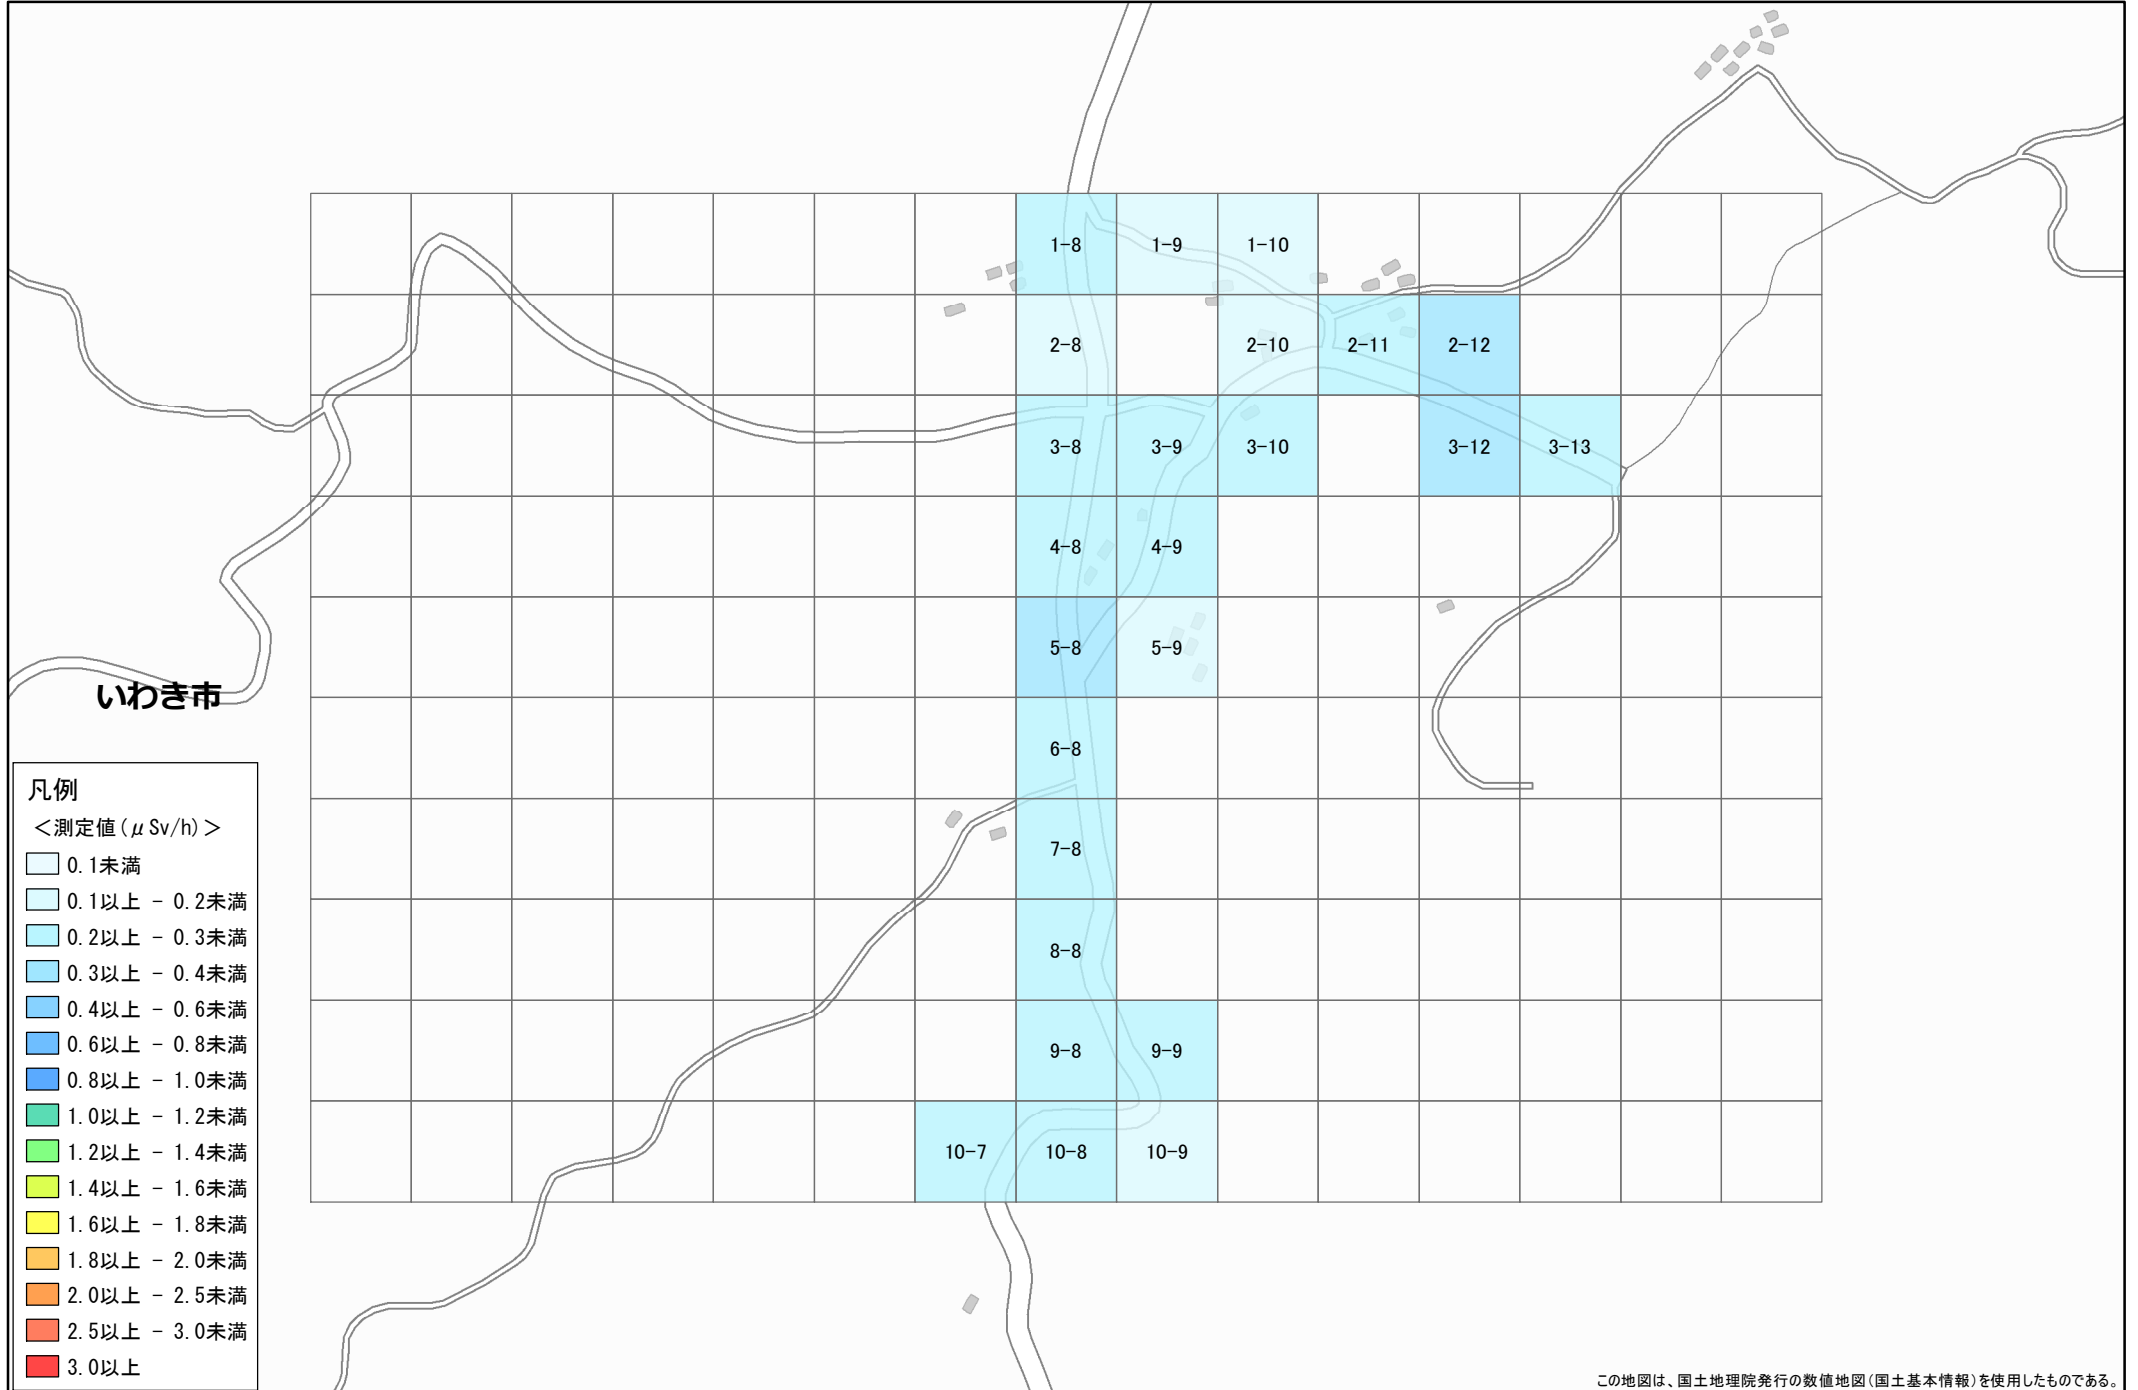 1-8 1-9 1-10
2-8 2-10 2-11 2-12
3-8 3-9 3-10 3-12 3-13
4-8 4-9
5-8 5-9
いわき市
6-8
7-8
8-8
9-8 9-9
10-7 10-8 10-9
凡例
＜測定値(μSv/h)＞
0.1未満
0.1以上 - 0.2未満
0.2以上 - 0.3未満
0.3以上 - 0.4未満
0.4以上 - 0.6未満
0.6以上 - 0.8未満
0.8以上 - 1.0未満
1.0以上 - 1.2未満
1.2以上 - 1.4未満
1.4以上 - 1.6未満
1.6以上 - 1.8未満
1.8以上 - 2.0未満
2.0以上 - 2.5未満
2.5以上 - 3.0未満
3.0以上
この地図は、国土地理院発行の数値地図(国土基本情報)を使用したものである。